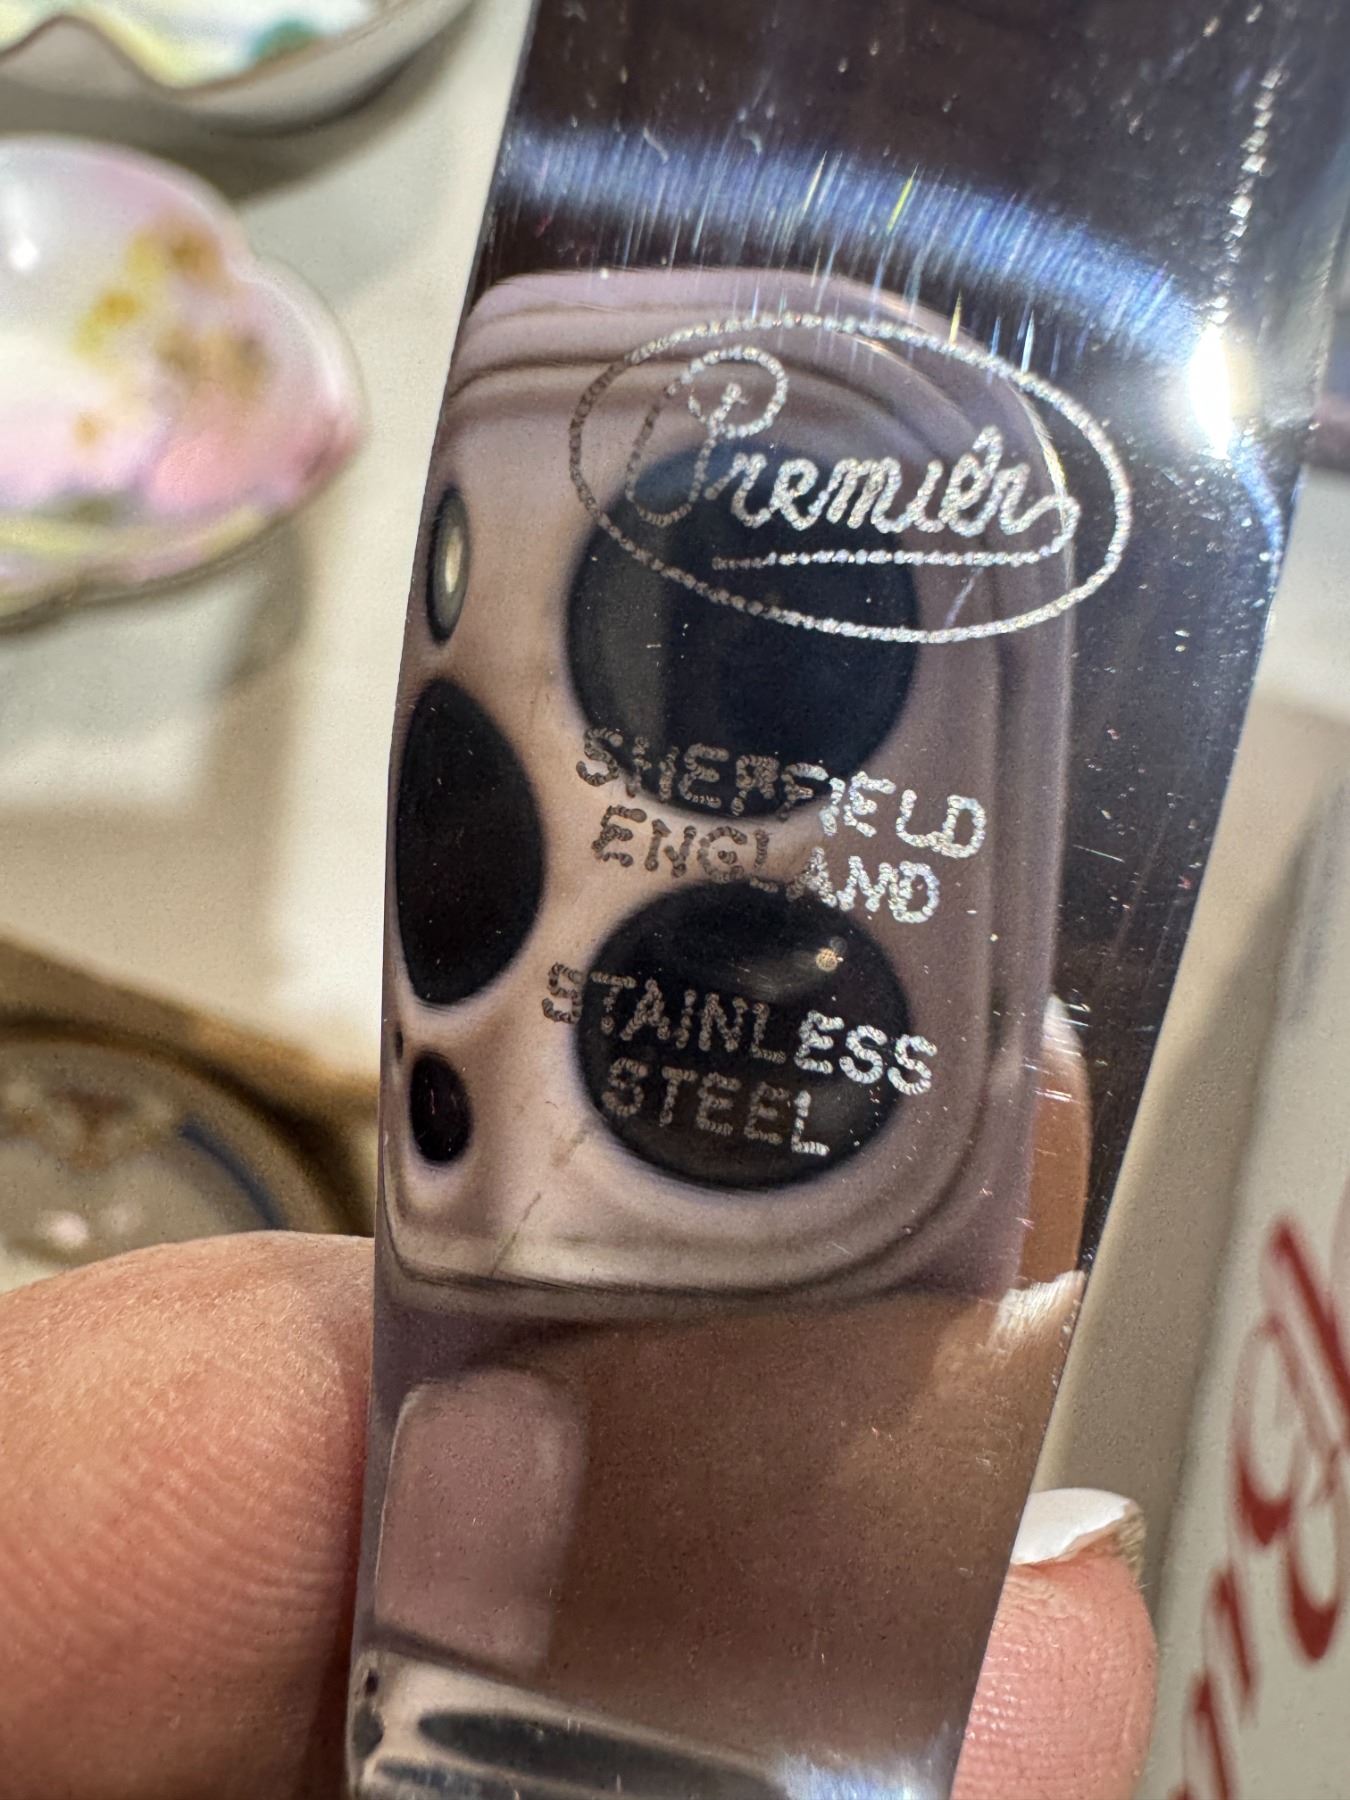 Premier
SHEFFIELD
ENGLAND
STAINLESS
STEEL